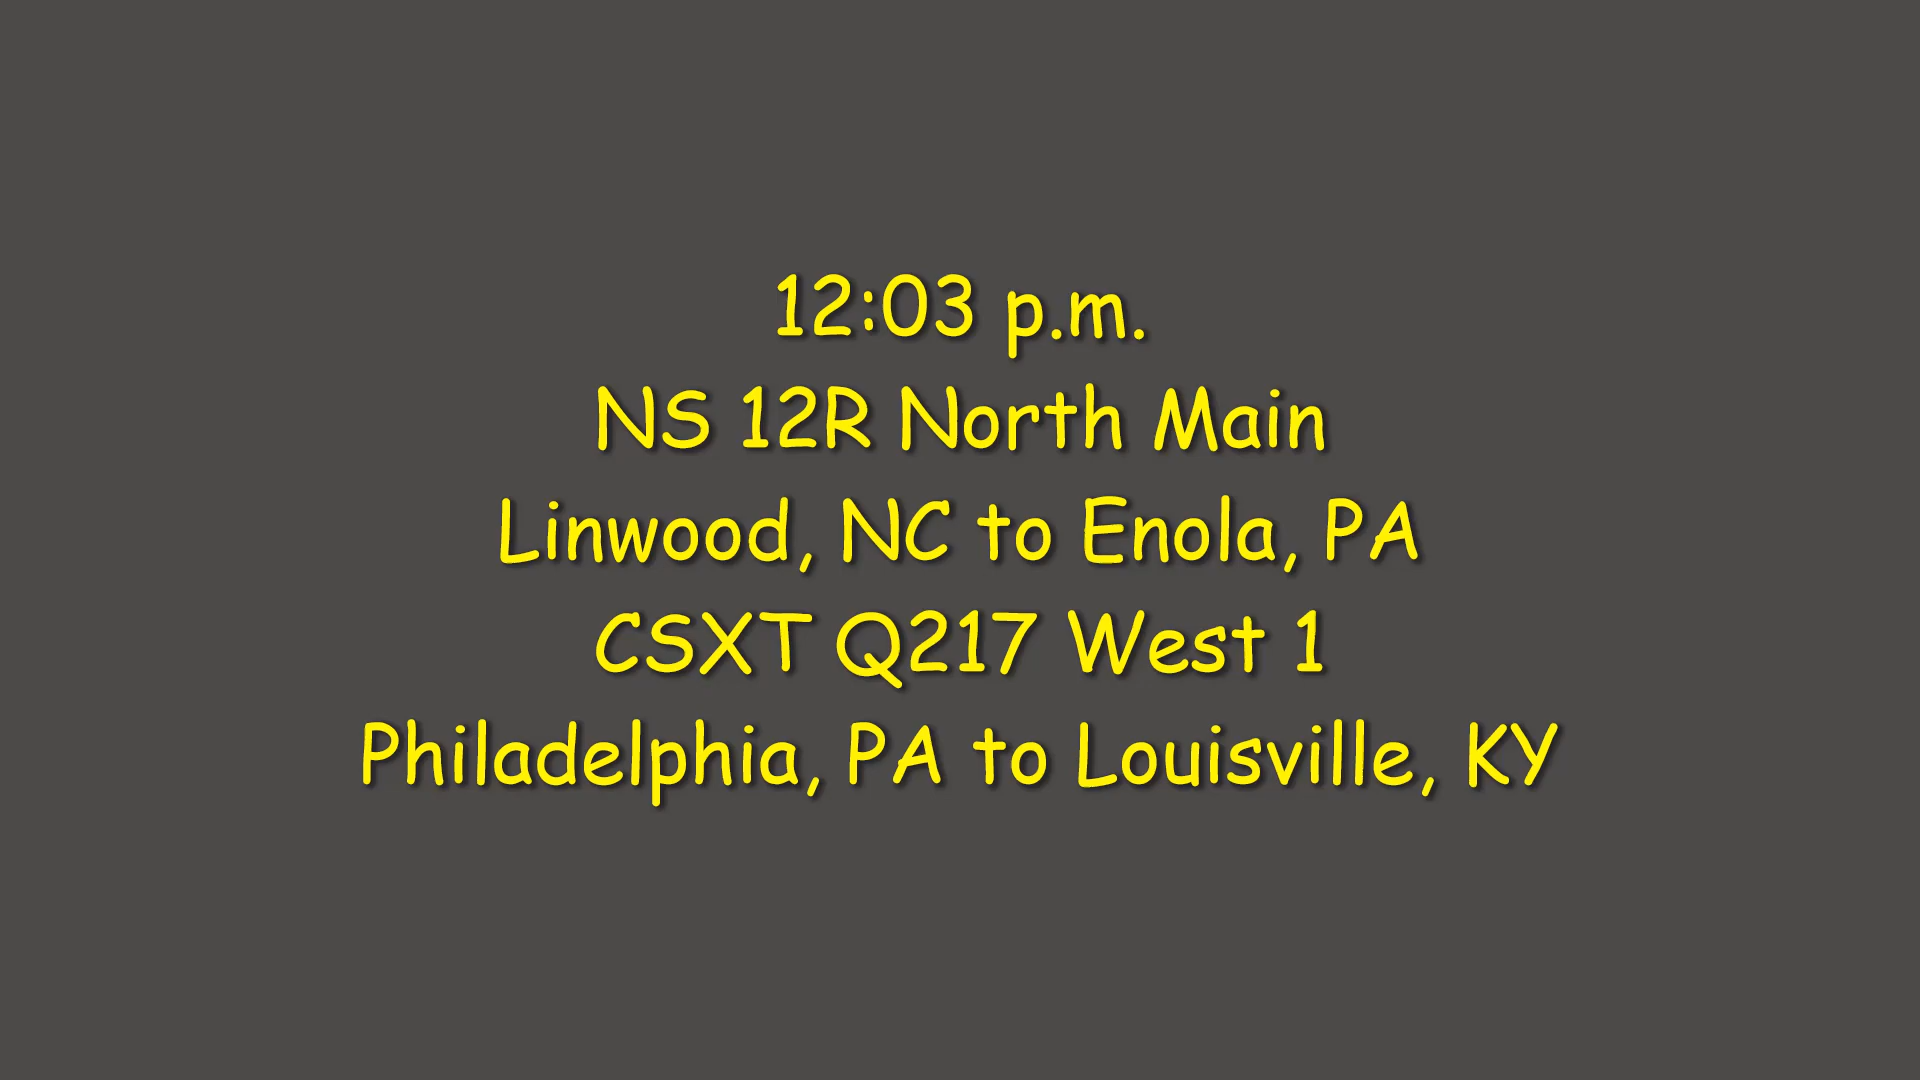 12:03 p.m.
NS 12R North Main
Linwood, NC to Enola, PA
CSXT Q217 West 1
Philadelphia, PA to Louisville, KY